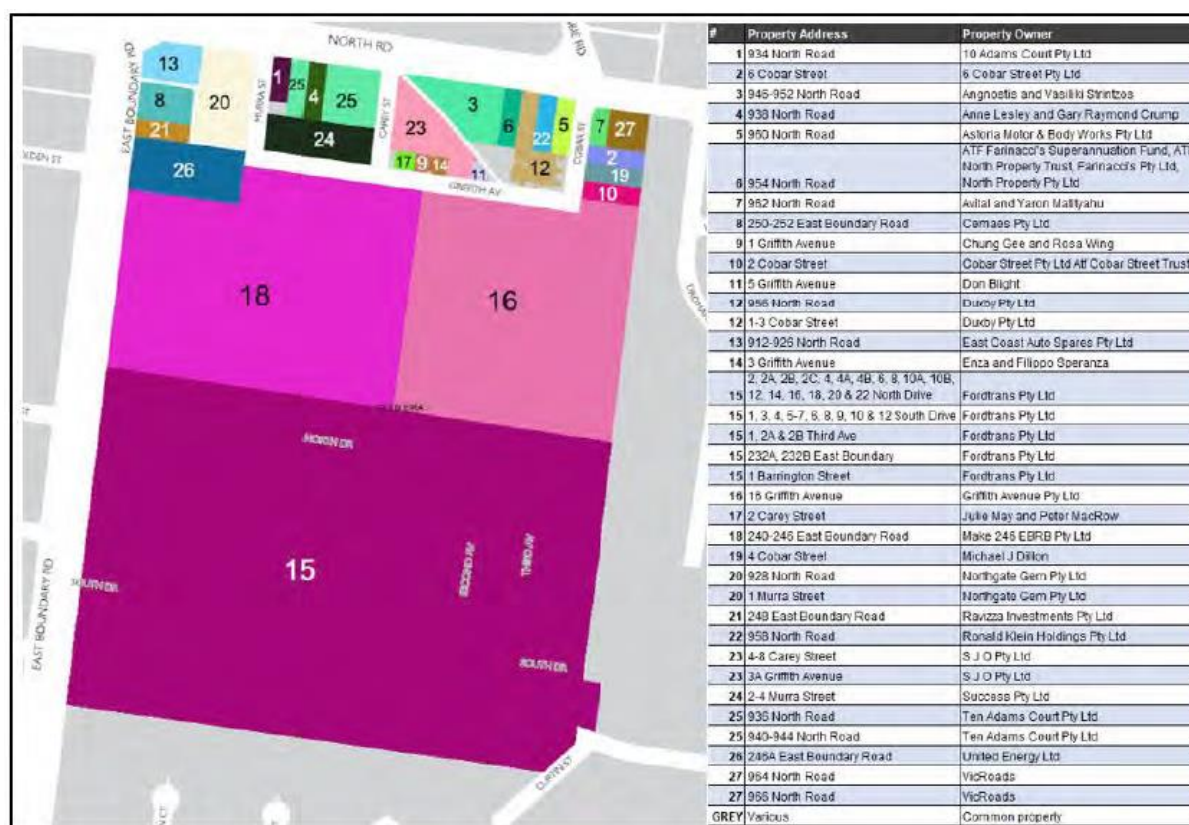 NORTH RD
EAST BOUNDARY RD
MURRA ST
CAREY ST
COBAR ST
GRIFFITH AV
13
8
21
20
26
1
25
4
25
24
23
17
9
14
11
3
6
22
5
12
7
27
2
19
10
18
16
NORTH DR
15
SECOND AV
THIRD AV
SOUTH DR
SOUTH DR
EAST BOUNDARY RD
CURTIN ST
# Property Address Property Owner
1 934 North Road 10 Adams Court Pty Ltd
2 6 Cobar Street 6 Cobar Street Pty Ltd
3 946-952 North Road Angnostis and Vasiliki Strintzos
4 938 North Road Anne Lesley and Gary Raymond Crump
5 960 North Road Astoria Motor & Body Works Pty Ltd
ATF Farinacci's Superannuation Fund, ATF
North Property Trust, Farinacci's Pty Ltd,
6 954 North Road North Property Pty Ltd
7 962 North Road Avital and Yaron Matityahu
8 250-252 East Boundary Road Cemaes Pty Ltd
9 1 Griffith Avenue Chung Gee and Rosa Wing
10 2 Cobar Street Cobar Street Pty Ltd Atf Cobar Street Trust
11 5 Griffith Avenue Don Blight
12 956 North Road Duxby Pty Ltd
12 1-3 Cobar Street Duxby Pty Ltd
13 912-926 North Road East Coast Auto Spares Pty Ltd
14 3 Griffith Avenue Enza and Filippo Speranza
2, 2A, 2B, 2C, 4, 4A, 4B, 6, 8, 10A, 10B,
15 12, 14, 16, 18, 20 & 22 North Drive Fordtrans Pty Ltd
15 1, 3, 4, 5-7, 6, 8, 9, 10 & 12 South Drive Fordtrans Pty Ltd
15 1, 2A & 2B Third Ave Fordtrans Pty Ltd
15 232A, 232B East Boundary Fordtrans Pty Ltd
15 1 Barrington Street Fordtrans Pty Ltd
16 16 Griffith Avenue Griffith Avenue Pty Ltd
17 2 Carey Street Julie May and Peter MacRow
18 240-246 East Boundary Road Make 246 EBRB Pty Ltd
19 4 Cobar Street Michael J Dillon
20 928 North Road Northgate Gem Pty Ltd
20 1 Murra Street Northgate Gem Pty Ltd
21 248 East Boundary Road Ravizza Investments Pty Ltd
22 958 North Road Ronald Klein Holdings Pty Ltd
23 4-8 Carey Street S J O Pty Ltd
23 3A Griffith Avenue S J O Pty Ltd
24 2-4 Murra Street Success Pty Ltd
25 936 North Road Ten Adams Court Pty Ltd
25 940-944 North Road Ten Adams Court Pty Ltd
26 246A East Boundary Road United Energy Ltd
27 964 North Road VicRoads
27 966 North Road VicRoads
GREY Various Common property